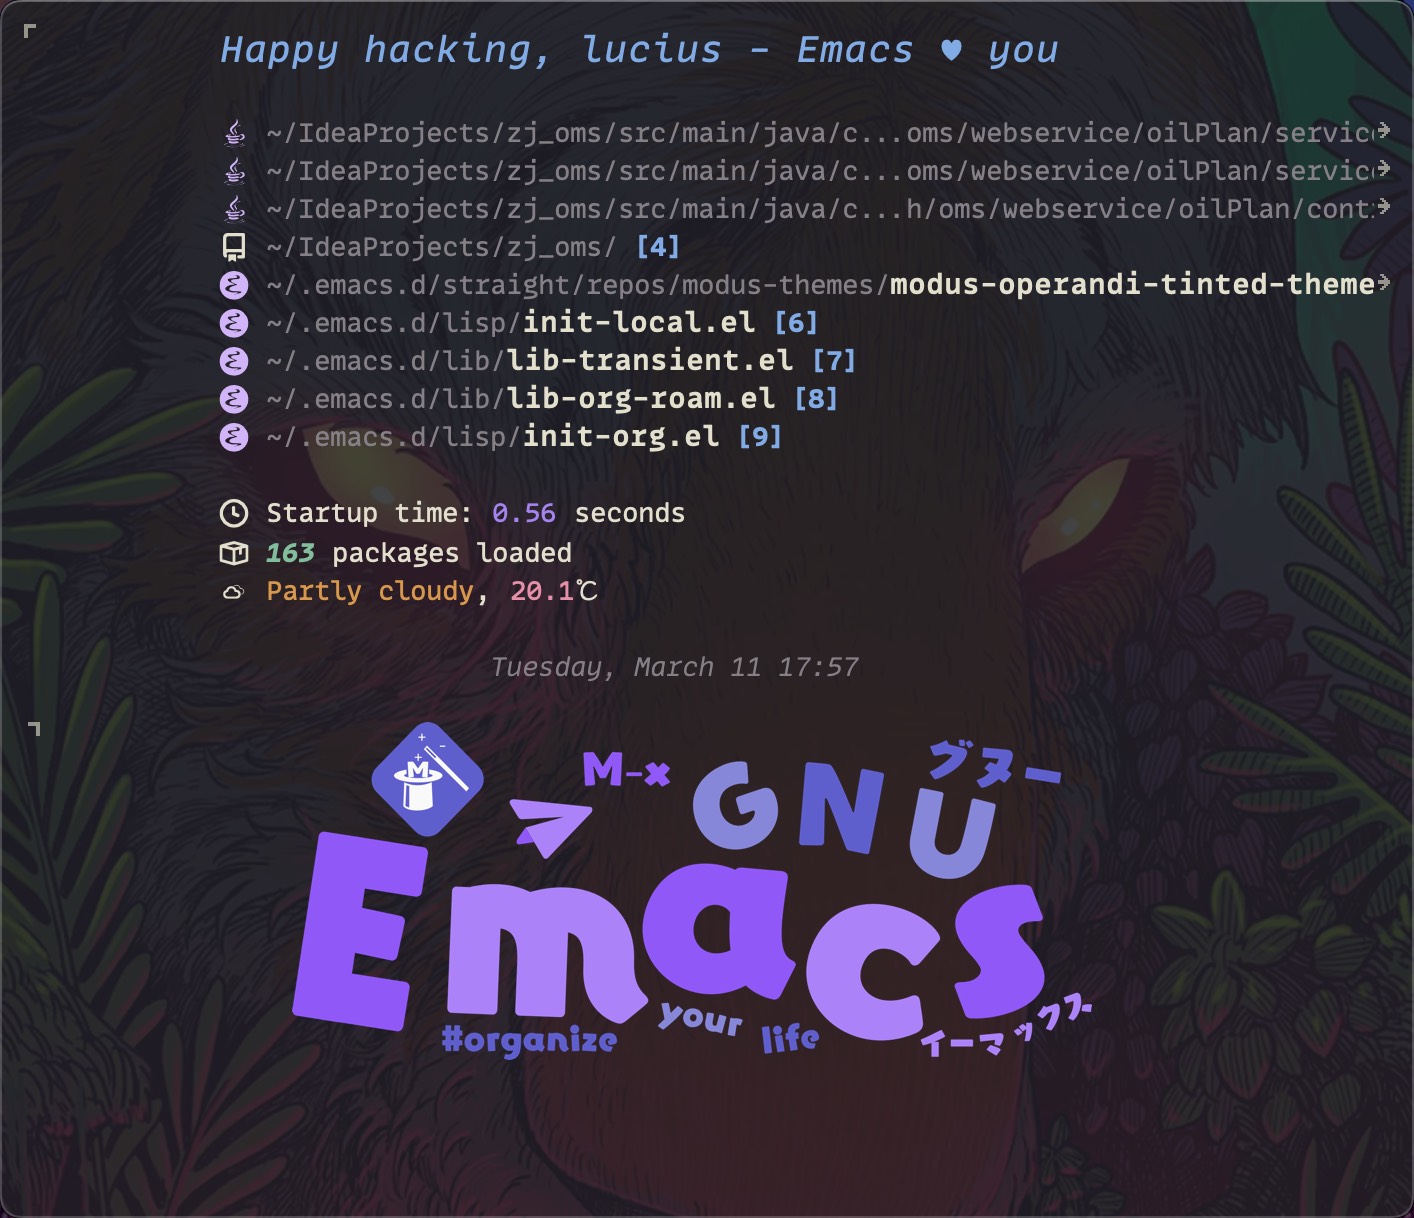 Happy hacking, lucius - Emacs ♥ you
~/IdeaProjects/zj_oms/src/main/java/c...oms/webservice/oilPlan/servic
~/IdeaProjects/zj_oms/src/main/java/c...oms/webservice/oilPlan/servic
~/IdeaProjects/zj_oms/src/main/java/c...h/oms/webservice/oilPlan/cont
~/IdeaProjects/zj_oms/ [4]
~/.emacs.d/straight/repos/modus-themes/modus-operandi-tinted-theme
~/.emacs.d/lisp/init-local.el [6]
~/.emacs.d/lib/lib-transient.el [7]
~/.emacs.d/lib/lib-org-roam.el [8]
~/.emacs.d/lisp/init-org.el [9]
Startup time: 0.56 seconds
163 packages loaded
Partly cloudy, 20.1℃
Tuesday, March 11 17:57
M
M-x
GNU
グヌー
Emacs
#organize your life
イーマックス